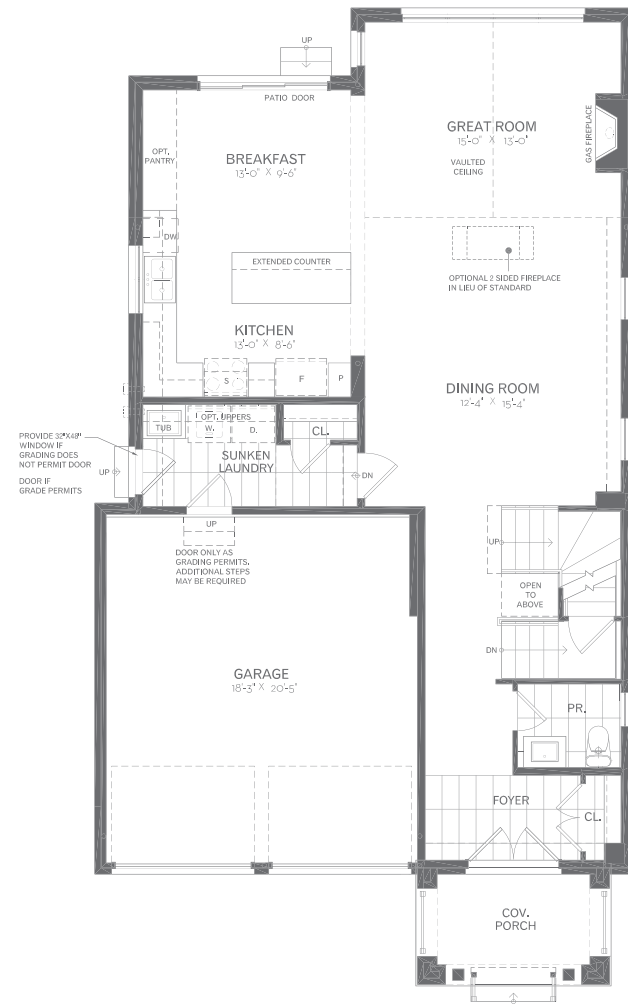 UP
PATIO DOOR
GREAT ROOM
15'-0" X 13'-0"
VAULTED
CEILING
GAS FIREPLACE
OPT.
PANTRY
BREAKFAST
13'-0" X 9'-6"
DW
EXTENDED COUNTER
OPTIONAL 2 SIDED FIREPLACE
IN LIEU OF STANDARD
KITCHEN
13'-0" X 8'-6"
S
F
P
DINING ROOM
12'-4" X 15'-4"
OPT. UPPERS
TUB
W.
D.
CL.
SUNKEN
LAUNDRY
DN
PROVIDE 32"X48"
WINDOW IF
GRADING DOES
NOT PERMIT DOOR
UP
DOOR IF
GRADE PERMITS
UP
DOOR ONLY AS
GRADING PERMITS.
ADDITIONAL STEPS
MAY BE REQUIRED
UP
OPEN
TO
ABOVE
DN
GARAGE
18'-3" X 20'-5"
PR.
FOYER
CL.
COV.
PORCH